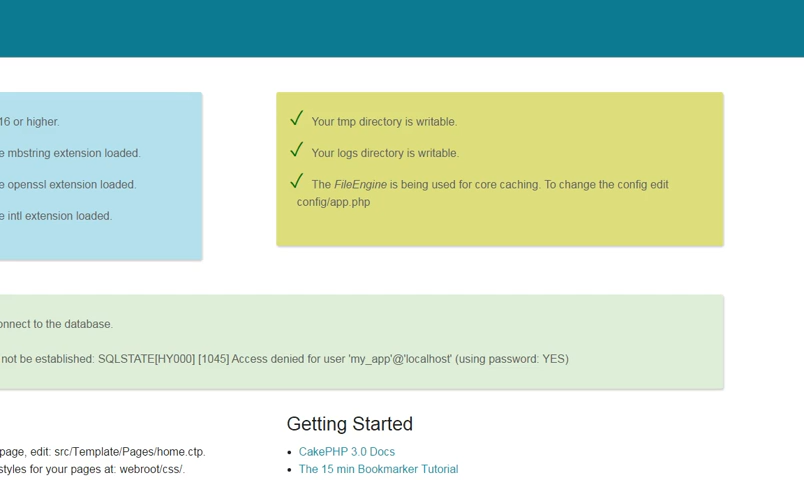 16 or higher.
e mbstring extension loaded.
e openssl extension loaded.
e intl extension loaded.
Your tmp directory is writable.
Your logs directory is writable.
The FileEngine is being used for core caching. To change the config edit
config/app.php
onnect to the database.
not be established: SQLSTATE[HY000] [1045] Access denied for user 'my_app'@'localhost' (using password: YES)
page, edit: src/Template/Pages/home.ctp.
styles for your pages at: webroot/css/.
Getting Started
CakePHP 3.0 Docs
The 15 min Bookmarker Tutorial